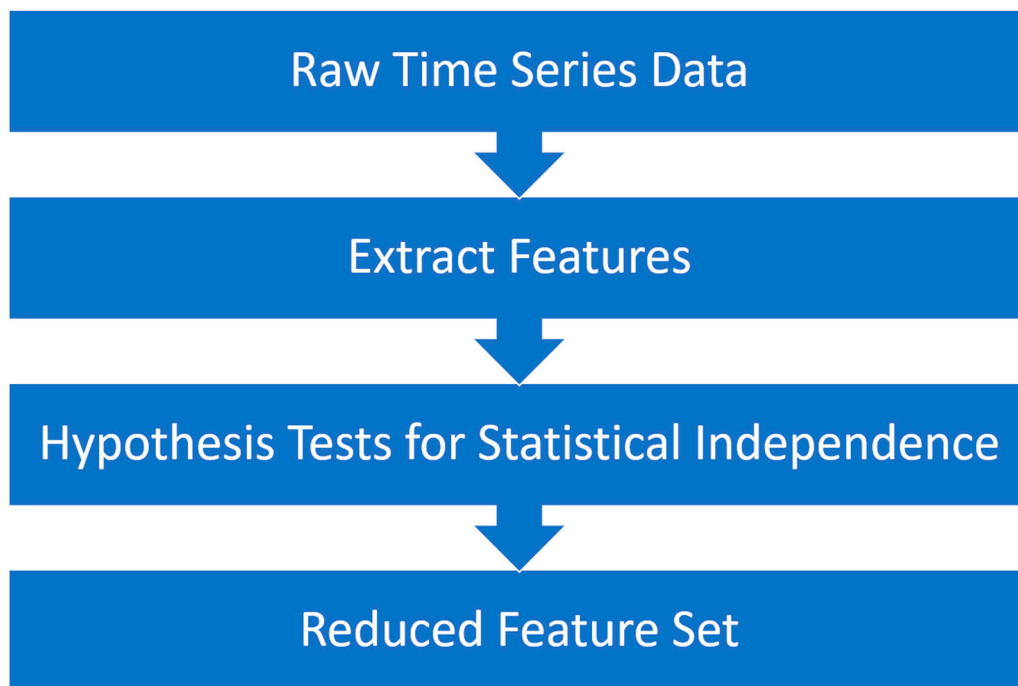 Raw Time Series Data
Extract Features
Hypothesis Tests for Statistical Independence
Reduced Feature Set